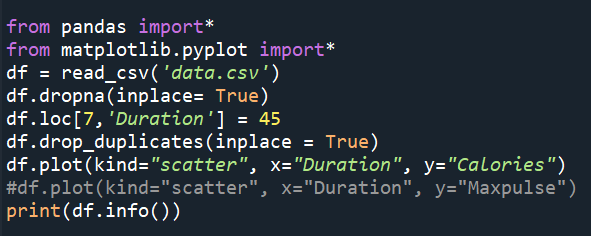 from pandas import*
from matplotlib.pyplot import*
df = read_csv('data.csv')
df.dropna(inplace= True)
df.loc[7,'Duration'] = 45
df.drop_duplicates(inplace = True)
df.plot(kind="scatter", x="Duration", y="Calories")
#df.plot(kind="scatter", x="Duration", y="Maxpulse")
print(df.info())